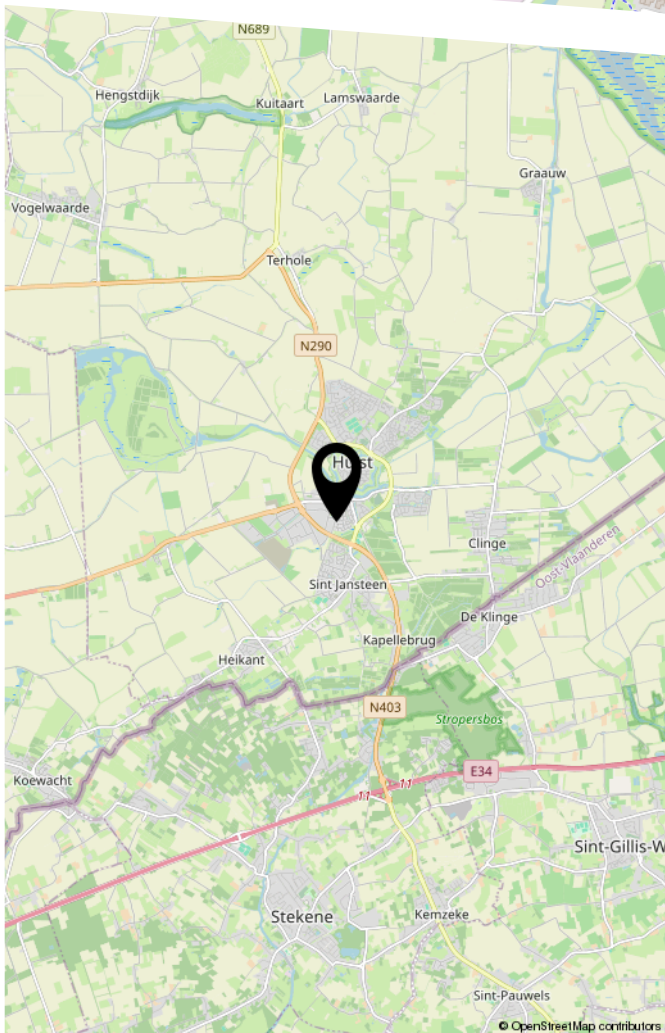 N689
Hengstdijk
Kuitaart
Lamswaarde
Graauw
Vogelwaarde
Terhole
N290
Hulst
Clinge
Oost-Vlaanderen
Sint Jansteen
De Klinge
Kapellebrug
Heikant
N403
Stropersbos
Koewacht
E34
11
11
Sint-Gillis-W
Stekene
Kemzeke
Sint-Pauwels
© OpenStreetMap contributors